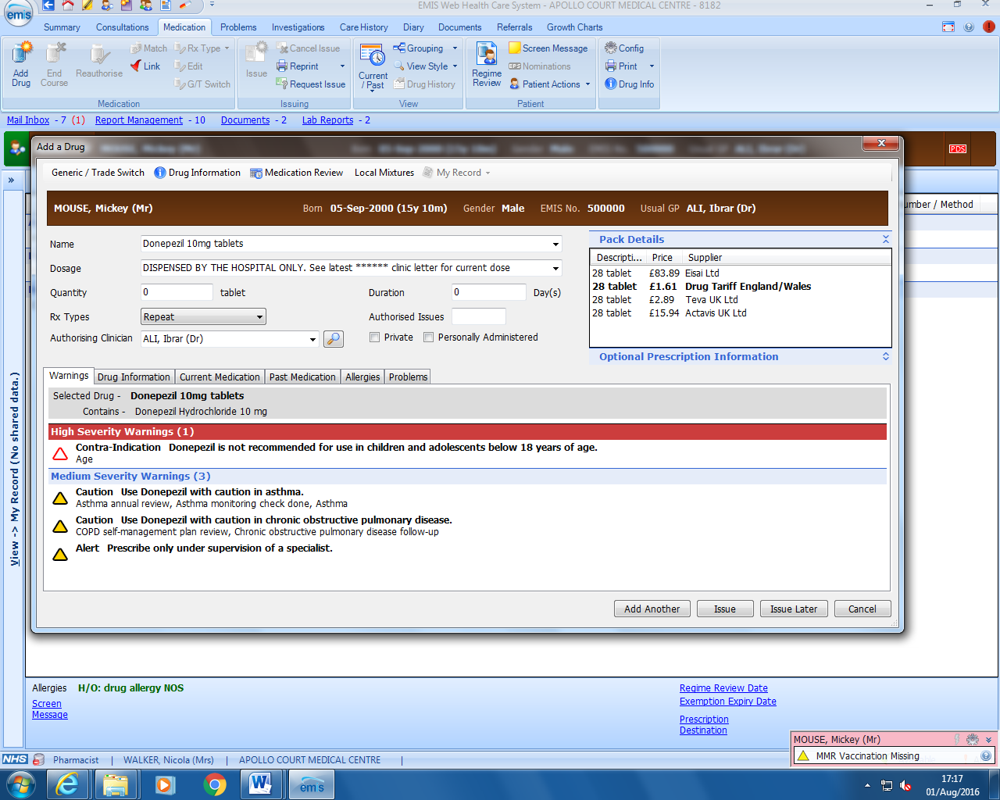 emis
EMIS Web Health Care System - APOLLO COURT MEDICAL CENTRE - 8182
Summary Consultations Medication Problems Investigations Care History Diary Documents Referrals Growth Charts
Add Drug
End Course
Reauthorise
Match
Link
Rx Type
Edit
G/T Switch
Medication
Issue
Cancel Issue
Reprint
Request Issue
Issuing
Current / Past
Grouping
View Style
Drug History
View
Regime Review
Screen Message
EPS Nominations
Patient Actions
Patient
Config
Print
Drug Info
Mail Inbox - 7 (1) Report Management - 10 Documents - 2 Lab Reports - 2
Add a Drug
PDS
Generic / Trade Switch Drug Information Medication Review Local Mixtures My Record
MOUSE, Mickey (Mr) Born 05-Sep-2000 (15y 10m) Gender Male EMIS No. 500000 Usual GP ALI, Ibrar (Dr)
umber / Method
Name Donepezil 10mg tablets
Dosage DISPENSED BY THE HOSPITAL ONLY. See latest ****** clinic letter for current dose
Quantity 0 tablet Duration 0 Day(s)
Rx Types Repeat Authorised Issues
Authorising Clinician ALI, Ibrar (Dr) Private Personally Administered
Pack Details
Descripti... Price Supplier
28 tablet £83.89 Eisai Ltd
28 tablet £1.61 Drug Tariff England/Wales
28 tablet £2.89 Teva UK Ltd
28 tablet £15.94 Actavis UK Ltd
Optional Prescription Information
Warnings Drug Information Current Medication Past Medication Allergies Problems
Selected Drug - Donepezil 10mg tablets
Contains - Donepezil Hydrochloride 10 mg
High Severity Warnings (1)
Contra-Indication Donepezil is not recommended for use in children and adolescents below 18 years of age.
Age
Medium Severity Warnings (3)
Caution Use Donepezil with caution in asthma.
Asthma annual review, Asthma monitoring check done, Asthma
Caution Use Donepezil with caution in chronic obstructive pulmonary disease.
COPD self-management plan review, Chronic obstructive pulmonary disease follow-up
Alert Prescribe only under supervision of a specialist.
Add Another Issue Issue Later Cancel
View -> My Record (No shared data.)
Allergies H/O: drug allergy NOS
Screen Message
Regime Review Date
Exemption Expiry Date
Prescription Destination
MOUSE, Mickey (Mr)
MMR Vaccination Missing
NHS Pharmacist | WALKER, Nicola (Mrs) | APOLLO COURT MEDICAL CENTRE |
emis
17:17
01/Aug/2016